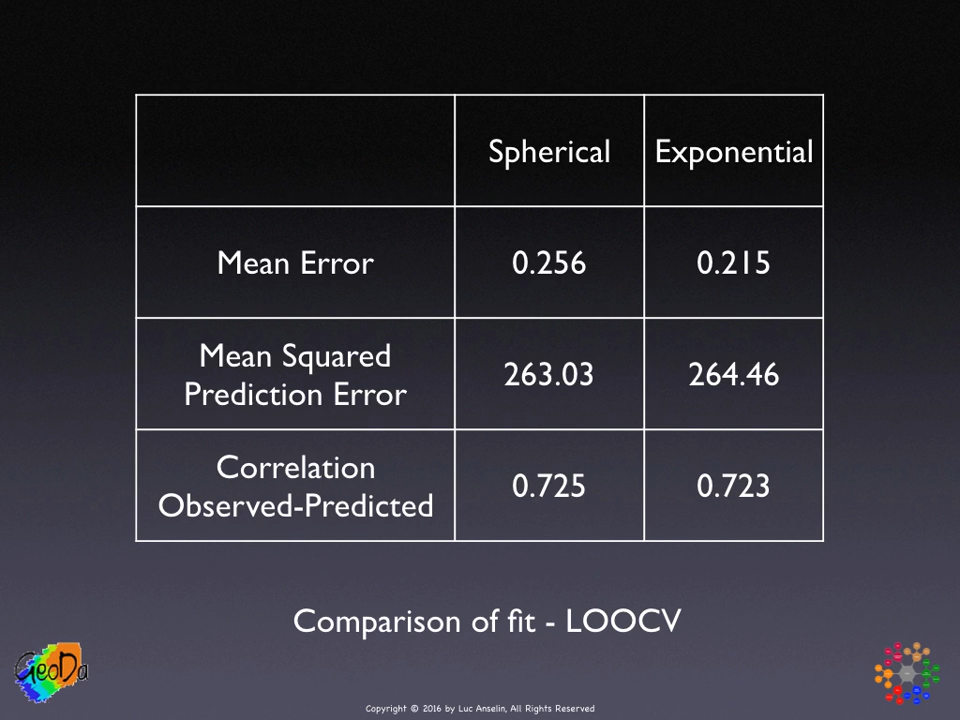 Spherical Exponential
Mean Error 0.256 0.215
Mean Squared
Prediction Error 263.03 264.46
Correlation
Observed-Predicted 0.725 0.723
Comparison of fit - LOOCV
GeoDa
Copyright © 2016 by Luc Anselin, All Rights Reserved